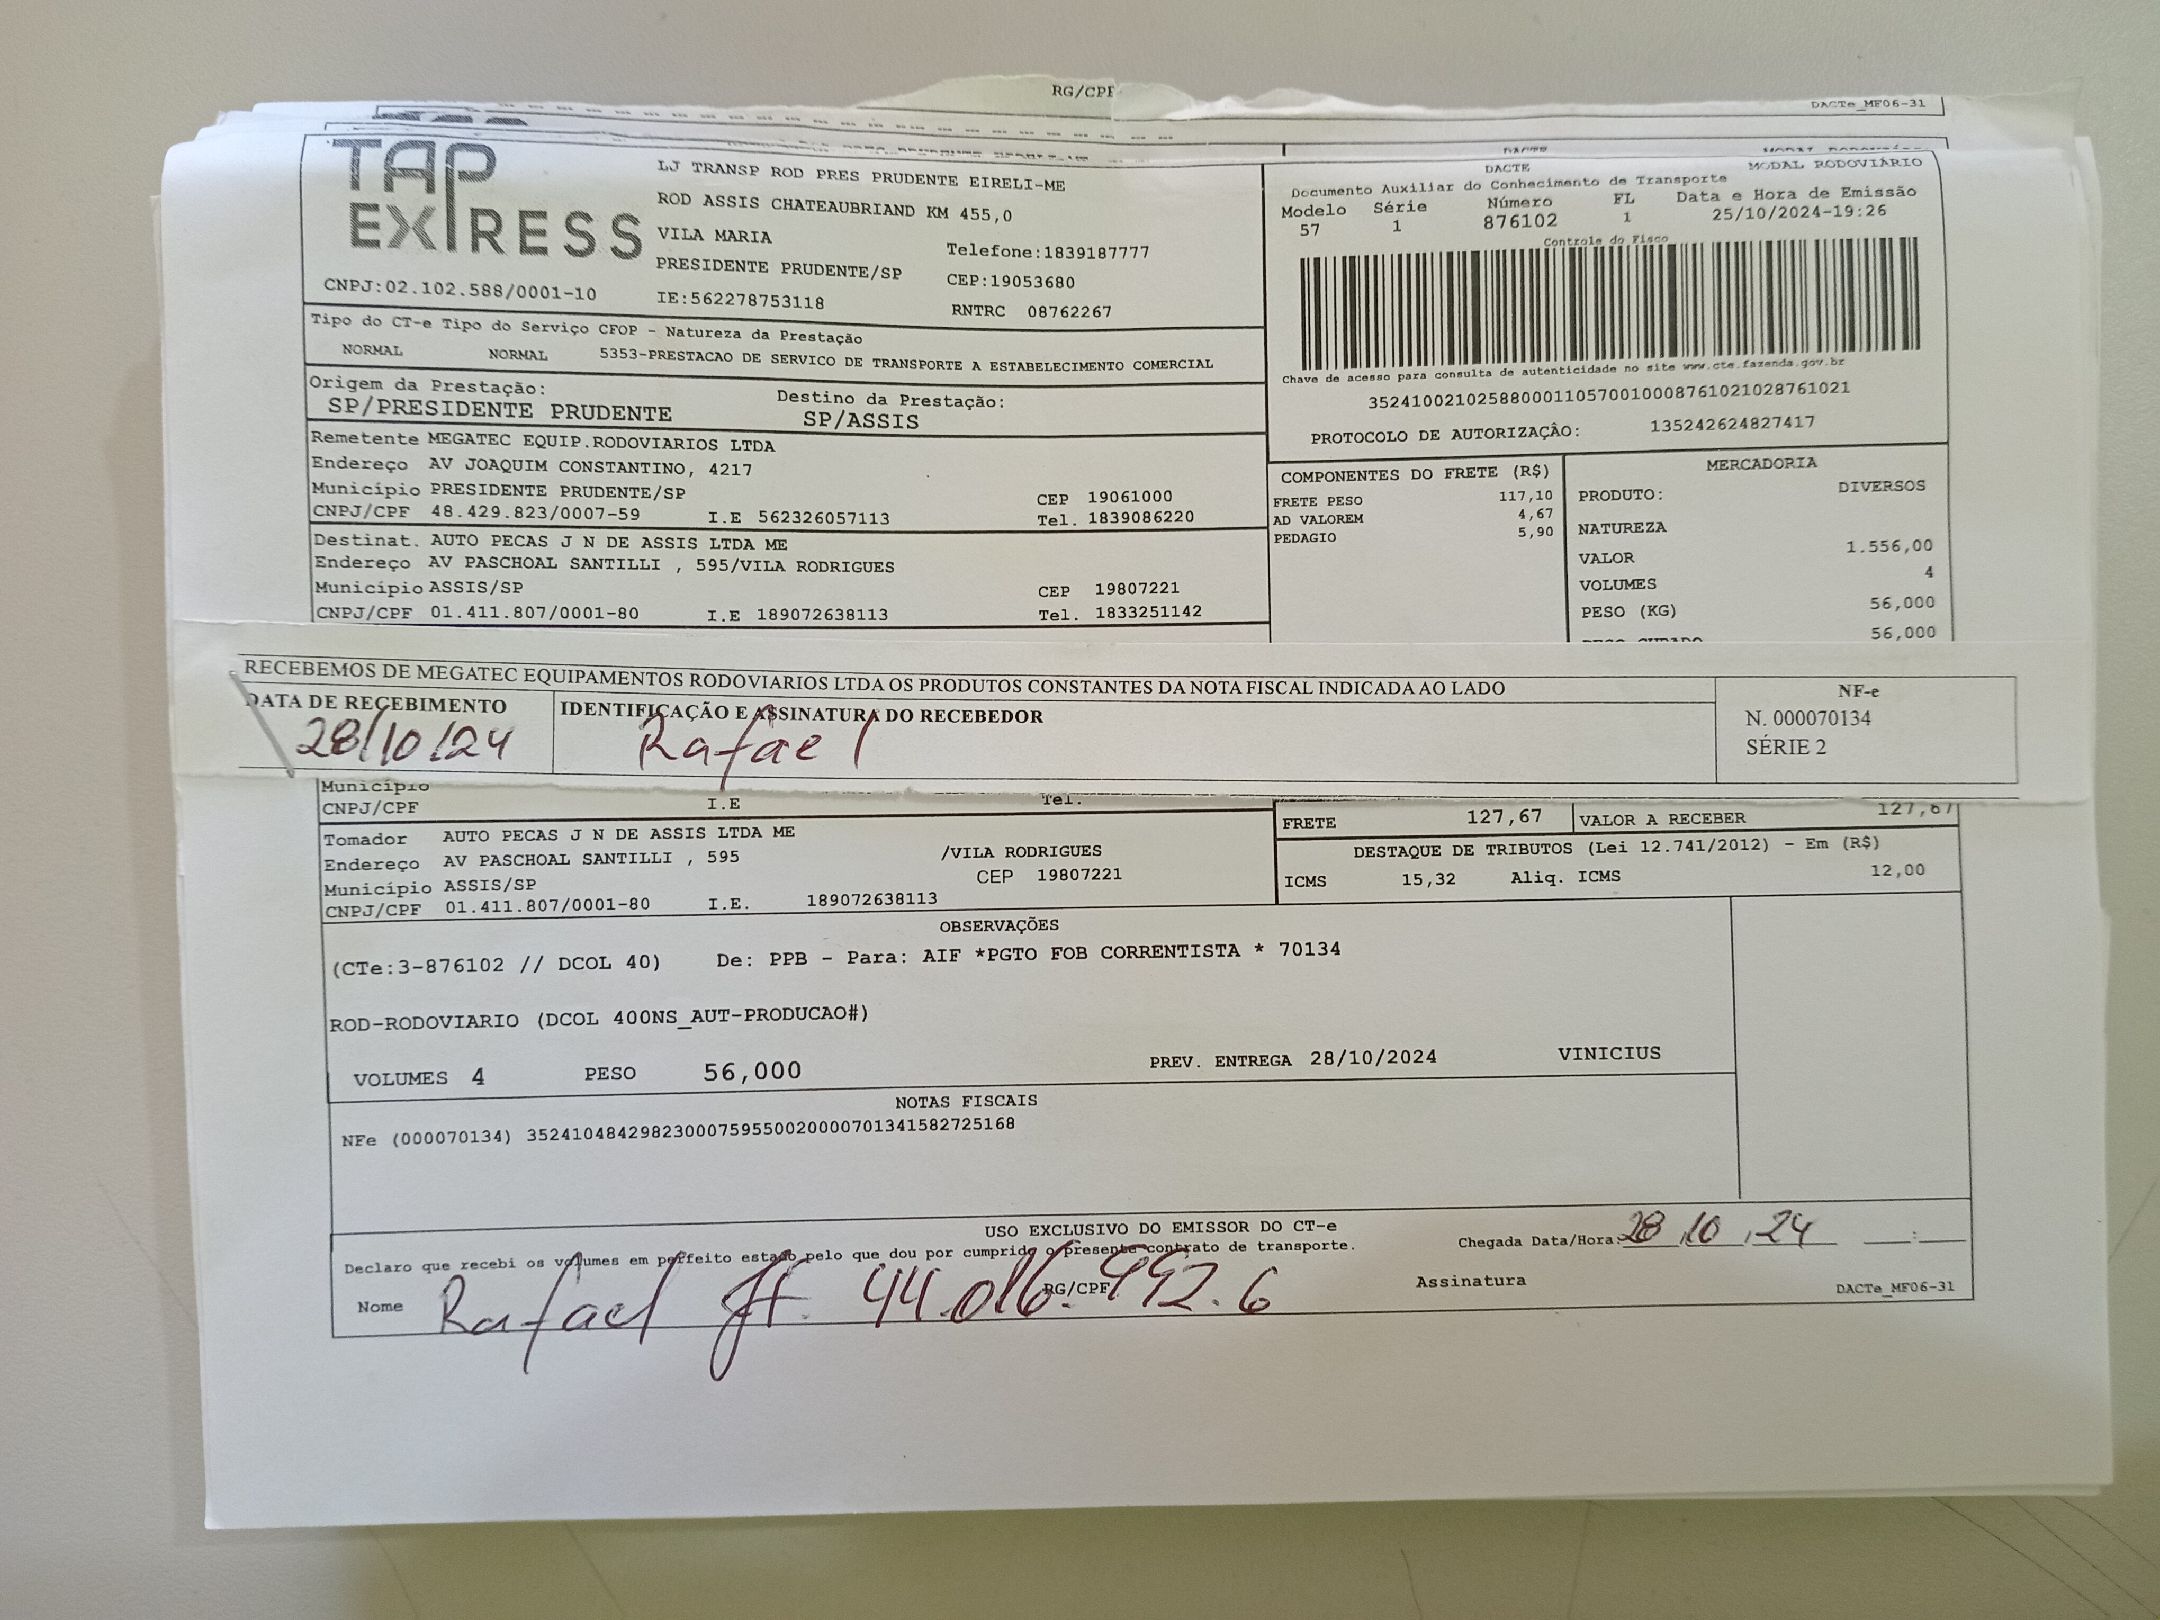 RG/CPF
DACTe_MF06-31
TAP
EXPRESS
LJ TRANSP ROD PRES PRUDENTE EIRELI-ME
ROD ASSIS CHATEAUBRIAND KM 455,0
VILA MARIA
PRESIDENTE PRUDENTE/SP
Telefone:1839187777
CEP:19053680
CNPJ:02.102.588/0001-10
IE:562278753118
RNTRC 08762267
DACTE
MODAL RODOVIÁRIO
Documento Auxiliar do Conhecimento de Transporte
Modelo Série Número FL Data e Hora de Emissão
57 1 876102 1 25/10/2024-19:26
Controle do Fisco
Chave de acesso para consulta de autenticidade no site www.cte.fazenda.gov.br
35241002102588000110570010008761021028761021
PROTOCOLO DE AUTORIZAÇÂO: 135242624827417
Tipo do CT-e Tipo do Serviço CFOP - Natureza da Prestação
NORMAL NORMAL 5353-PRESTACAO DE SERVICO DE TRANSPORTE A ESTABELECIMENTO COMERCIAL
Origem da Prestação: Destino da Prestação:
SP/PRESIDENTE PRUDENTE SP/ASSIS
Remetente MEGATEC EQUIP.RODOVIARIOS LTDA
Endereço AV JOAQUIM CONSTANTINO, 4217
Município PRESIDENTE PRUDENTE/SP CEP 19061000
CNPJ/CPF 48.429.823/0007-59 I.E 562326057113 Tel. 1839086220
Destinat. AUTO PECAS J N DE ASSIS LTDA ME
Endereço AV PASCHOAL SANTILLI , 595/VILA RODRIGUES
Município ASSIS/SP CEP 19807221
CNPJ/CPF 01.411.807/0001-80 I.E 189072638113 Tel. 1833251142
COMPONENTES DO FRETE (R$)
FRETE PESO 117,10
AD VALOREM 4,67
PEDAGIO 5,90
MERCADORIA
PRODUTO: DIVERSOS
NATUREZA
VALOR 1.556,00
VOLUMES 4
PESO (KG) 56,000
56,000
RECEBEMOS DE MEGATEC EQUIPAMENTOS RODOVIARIOS LTDA OS PRODUTOS CONSTANTES DA NOTA FISCAL INDICADA AO LADO
DATA DE RECEBIMENTO IDENTIFICAÇÃO E ASSINATURA DO RECEBEDOR
28/10/24 Rafael
NF-e
N. 000070134
SÉRIE 2
Município
CNPJ/CPF I.E Tel.
FRETE 127,67 VALOR A RECEBER 127,67
Tomador AUTO PECAS J N DE ASSIS LTDA ME
Endereço AV PASCHOAL SANTILLI , 595 /VILA RODRIGUES
Município ASSIS/SP CEP 19807221
CNPJ/CPF 01.411.807/0001-80 I.E. 189072638113
DESTAQUE DE TRIBUTOS (Lei 12.741/2012) - Em (R$)
ICMS 15,32 Aliq. ICMS 12,00
OBSERVAÇÕES
(CTe:3-876102 // DCOL 40) De: PPB - Para: AIF *PGTO FOB CORRENTISTA * 70134
ROD-RODOVIARIO (DCOL 400NS_AUT-PRODUCAO#)
VOLUMES 4 PESO 56,000 PREV. ENTREGA 28/10/2024 VINICIUS
NOTAS FISCAIS
NFe (000070134) 35241048429823000759550020000701341582725168
USO EXCLUSIVO DO EMISSOR DO CT-e
Declaro que recebi os volumes em perfeito estado pelo que dou por cumprido o presente contrato de transporte.
Chegada Data/Hora: 28/10/24 :
Nome Rafael RG/CPF 44.016.992.6 Assinatura
DACTe_MF06-31